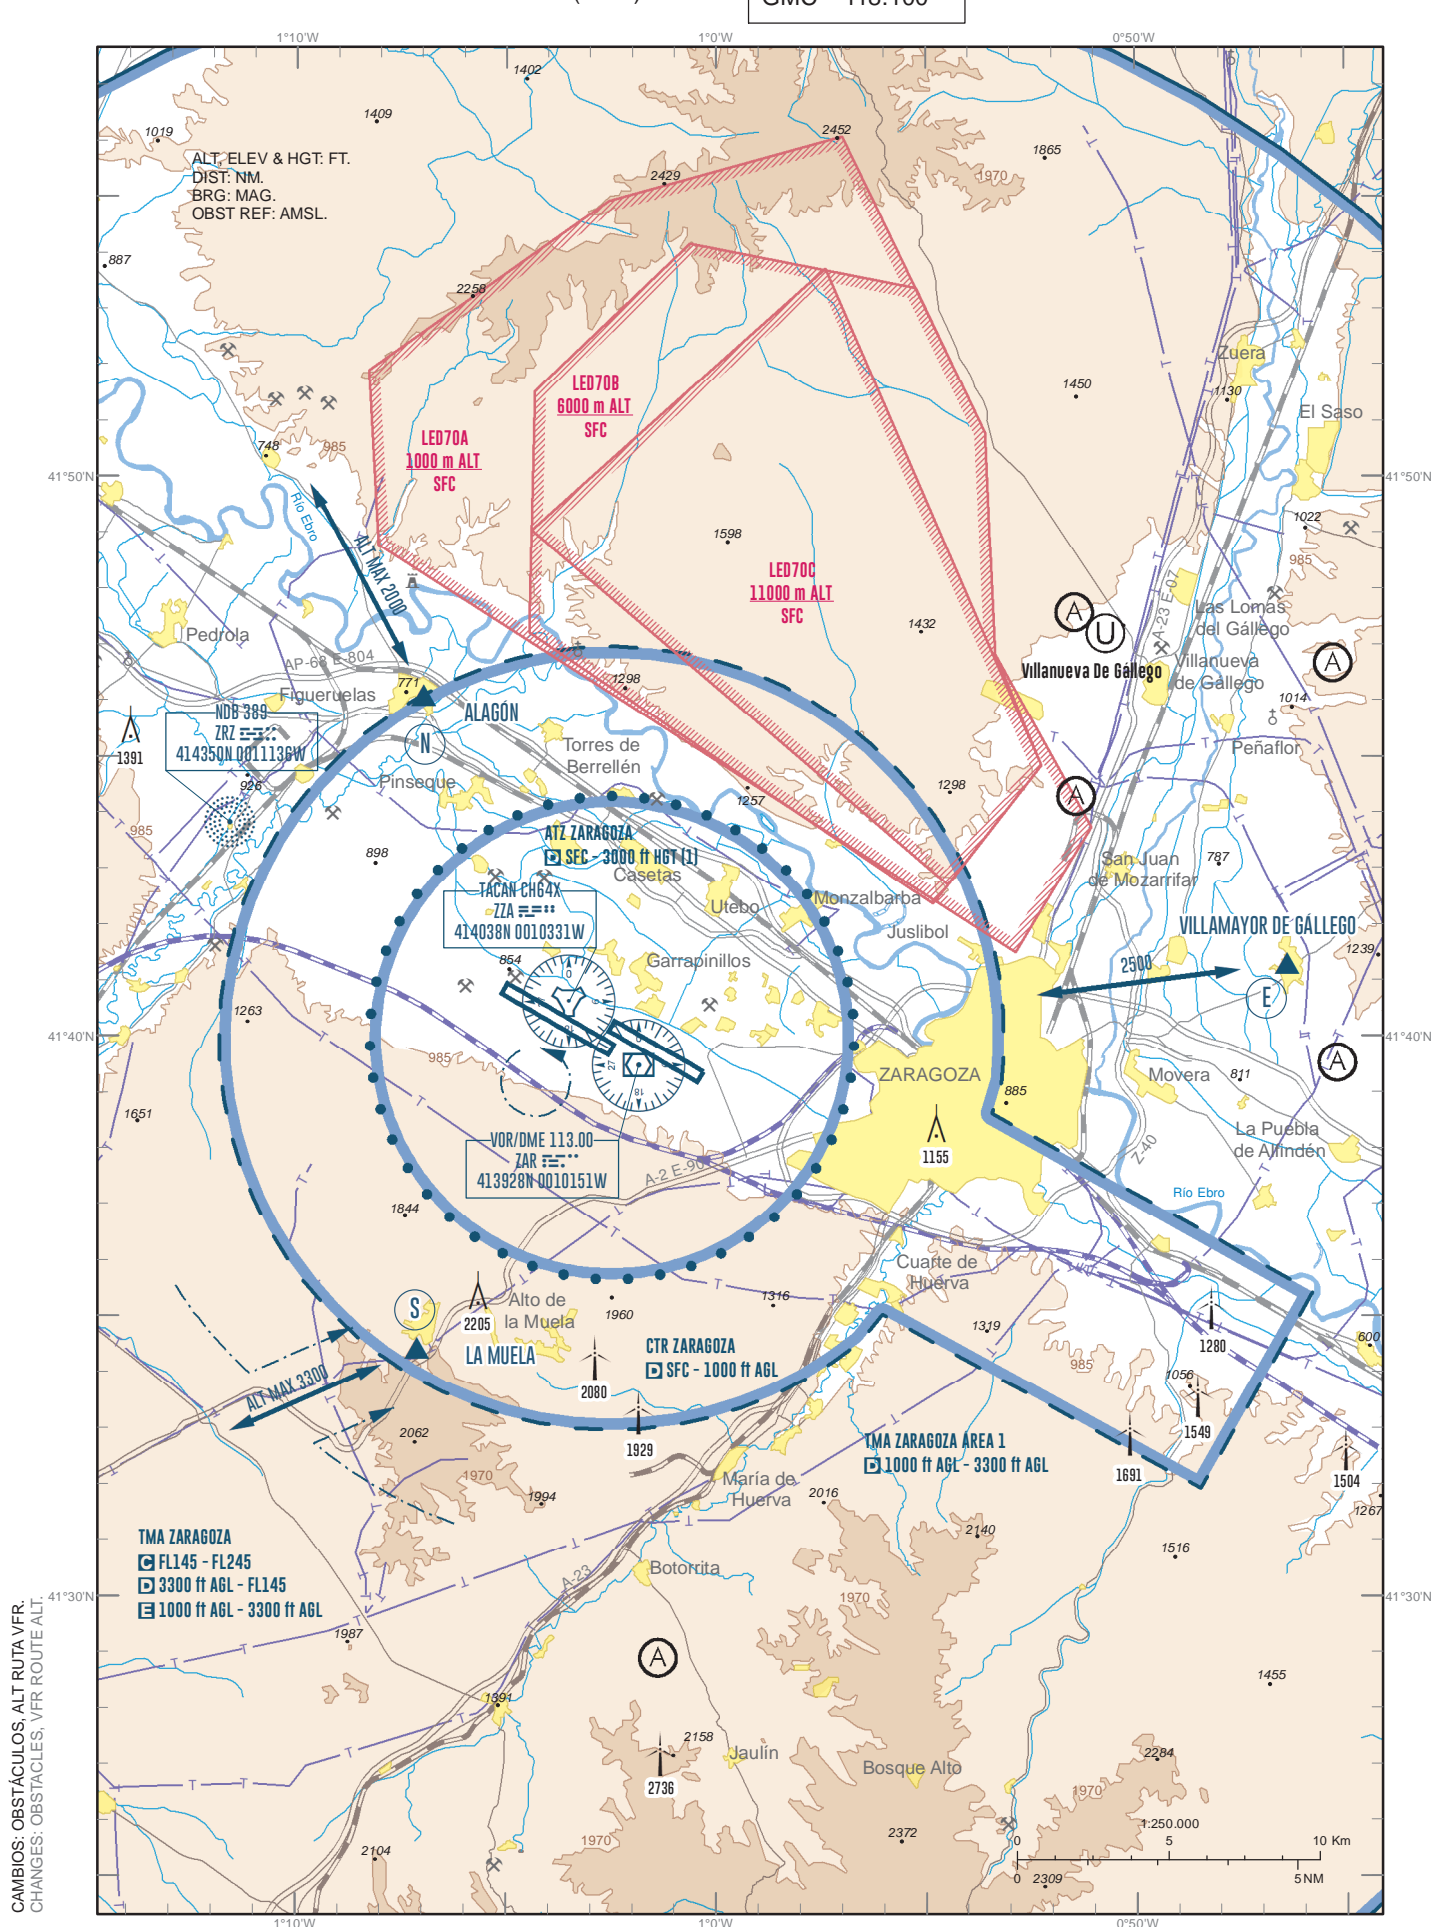 GMC 118.100
1°10'W
1°0'W
0°50'W
1402
1409
1019
2452
1865
ALT, ELEV & HGT: FT.
DIST: NM.
BRG: MAG.
OBST REF: AMSL.
2429
1970
887
2258
Zuera
LED70B
6000 m ALT
SFC
1450
1130
El Saso
LED70A
1000 m ALT
SFC
748
985
41°50'N
41°50'N
Río Ebro
1022
1598
985
ALT MAX 2000
LED70C
11000 m ALT
SFC
A-23 E-07
A
U
Las Lomas
del Gállego
Pedrola
1432
AP-68 E-804
Villanueva De Gállego
Villanueva
de Gállego
A
771
1298
Figueruelas
1014
NDB 389
ZRZ
414350N 0011136W
ALAGÓN
N
1391
Torres de
Berrellén
Peñaflor
926
Pinseque
1298
A
1257
985
ATZ ZARAGOZA
D SFC - 3000 ft HGT (1)
898
Casetas
San Juan
de Mozarrifar
787
TACAN CH64X
ZZA
414038N 0010331W
Utebo
Monzalbarba
Juslibol
VILLAMAYOR DE GÁLLEGO
1239
854
Garrapinillos
2500
E
1263
41°40'N
41°40'N
985
ZARAGOZA
Movera
811
A
885
1651
VOR/DME 113.00
ZAR
413928N 0010151W
1155
La Puebla
de Alfindén
Z-40
A-2 E-90
Río Ebro
1844
Cuarte de
Huerva
S
2205
Alto de
la Muela
1960
1316
1319
1280
600
LA MUELA
CTR ZARAGOZA
D SFC - 1000 ft AGL
985
1056
ALT MAX 3300
2080
1549
2062
1929
TMA ZARAGOZA AREA 1
D 1000 ft AGL - 3300 ft AGL
1691
1504
1970
María de
Huerva
1994
2016
1267
2140
TMA ZARAGOZA
C FL145 - FL245
D 3300 ft AGL - FL145
E 1000 ft AGL - 3300 ft AGL
1516
Botorrita
A-23
41°30'N
41°30'N
1970
1987
A
1455
1891
2158
Jaulín
2284
Bosque Alto
2736
1970
1:250.000
2372
1970
0 5 10 Km
2104
0 5 NM
2309
1°10'W
1°0'W
0°50'W
CAMBIOS: OBSTÁCULOS, ALT RUTA VFR.
CHANGES: OBSTACLES, VFR ROUTE ALT.